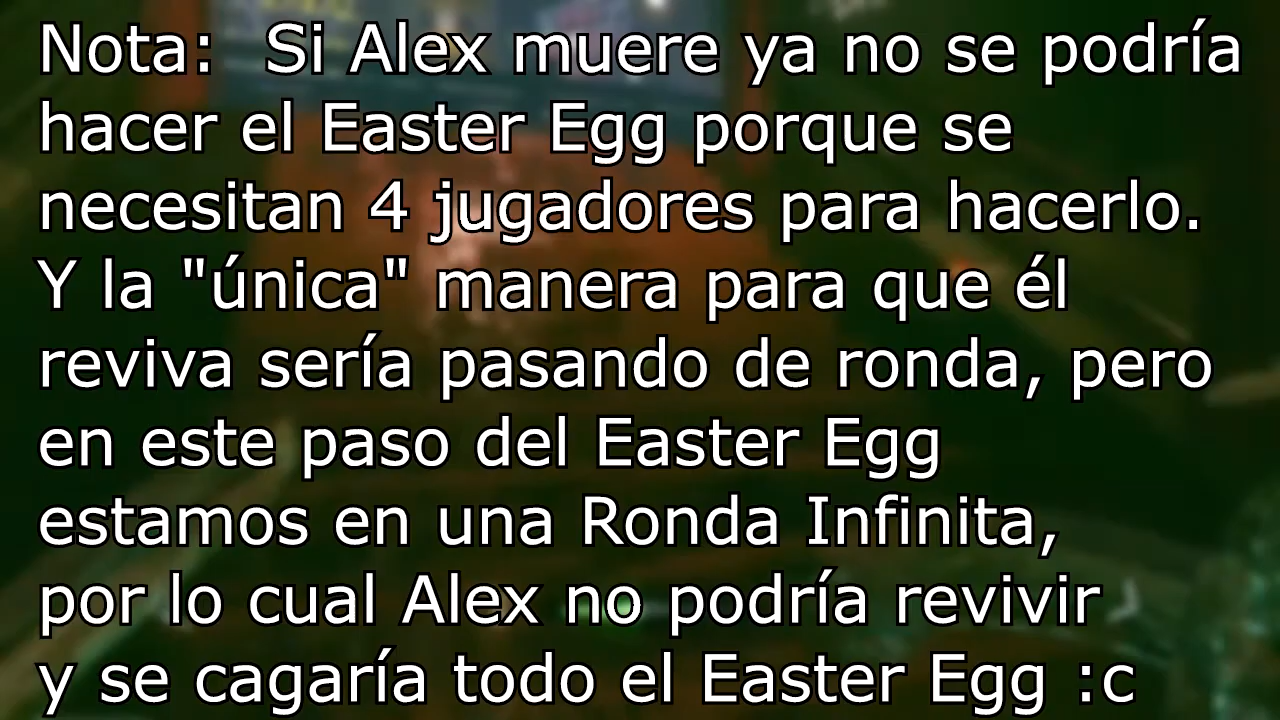 Nota:  Si Alex muere ya no se podría
hacer el Easter Egg porque se
necesitan 4 jugadores para hacerlo.
Y la "única" manera para que él
reviva sería pasando de ronda, pero
en este paso del Easter Egg
estamos en una Ronda Infinita,
por lo cual Alex no podría revivir
y se cagaría todo el Easter Egg :c